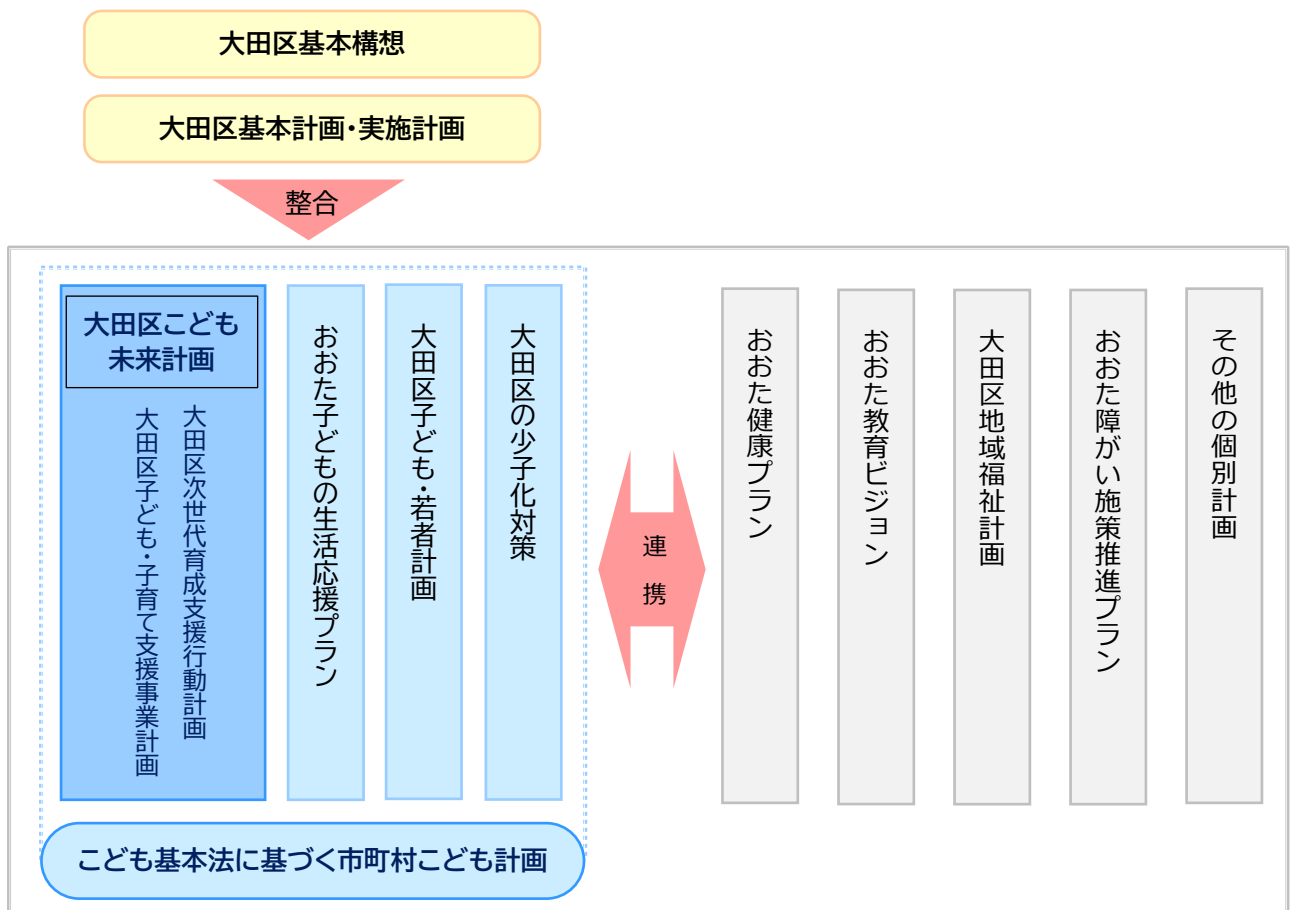 大田区基本構想
大田区基本計画・実施計画
整合
大田区こども
未来計画
大田区次世代育成支援行動計画
大田区子ども・子育て支援事業計画
おおた子どもの生活応援プラン
大田区子ども・若者計画
大田区の少子化対策
連
携
おおた健康プラン
おおた教育ビジョン
大田区地域福祉計画
おおた障がい施策推進プラン
その他の個別計画
こども基本法に基づく市町村こども計画